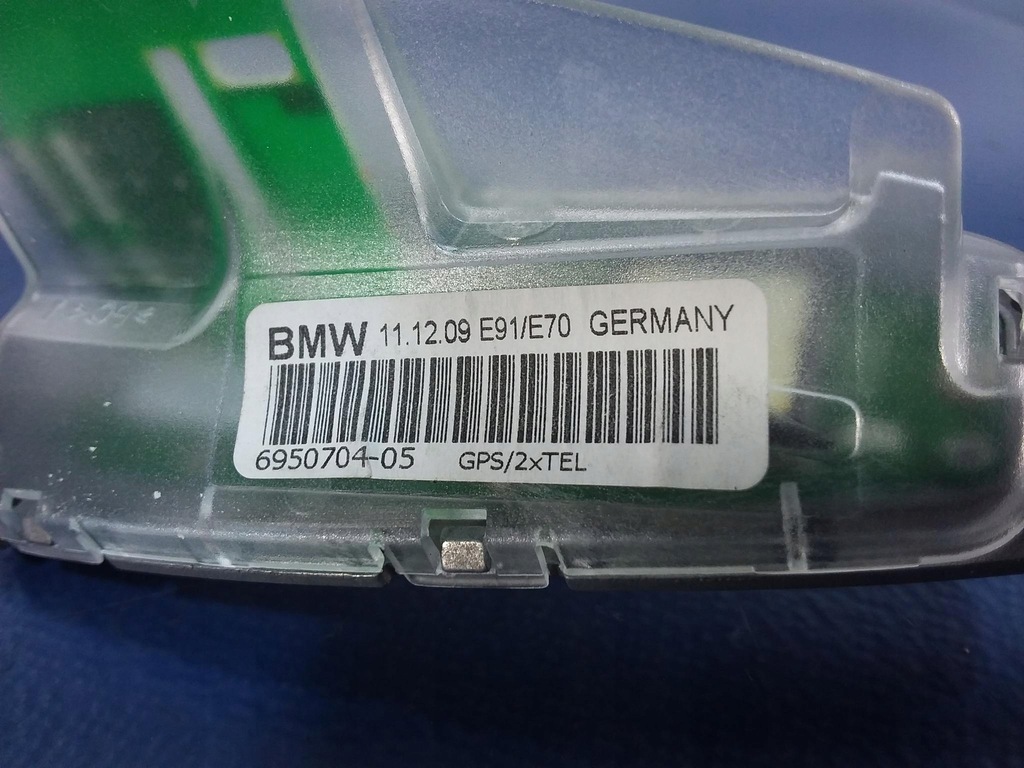 BMW 11.12.09 E91/E70 GERMANY
6950704-05 GPS/2xTEL